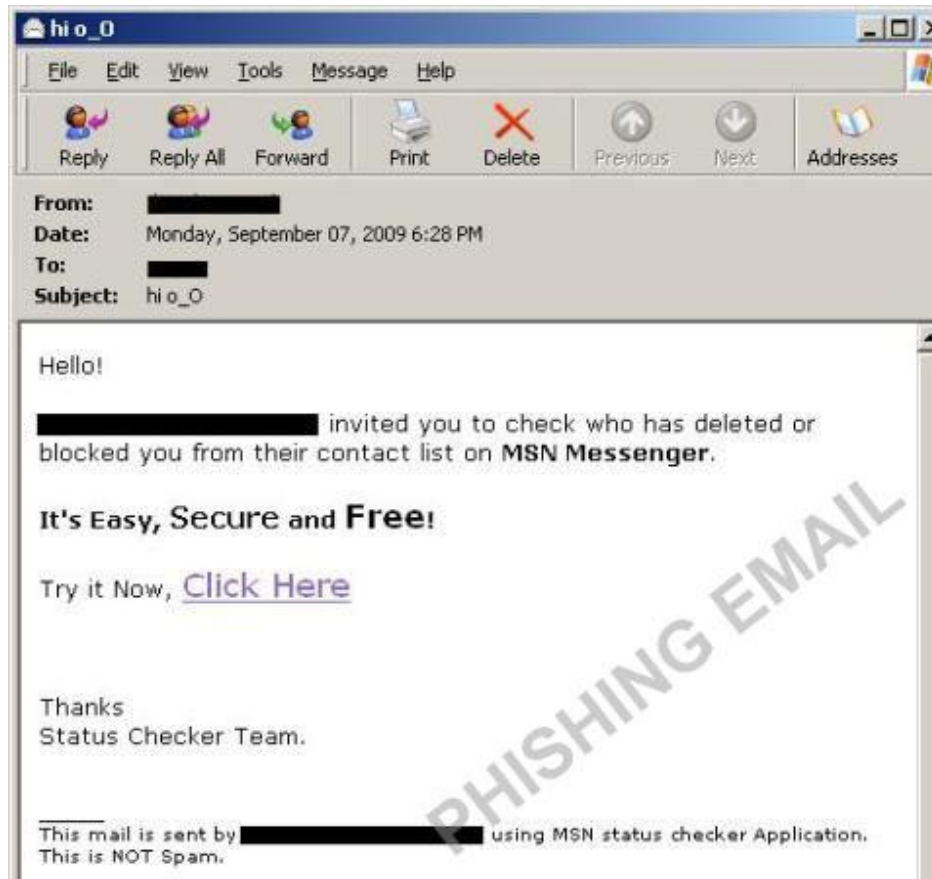 hi o_O
File Edit View Tools Message Help
Reply Reply All Forward Print Delete Previous Next Addresses
From:
Date: Monday, September 07, 2009 6:28 PM
To:
Subject: hi o_O
Hello!
invited you to check who has deleted or
blocked you from their contact list on MSN Messenger.
It's Easy, Secure and Free!
Try it Now, Click Here
Thanks
Status Checker Team.
This mail is sent by using MSN status checker Application.
This is NOT Spam.
PHISHING EMAIL